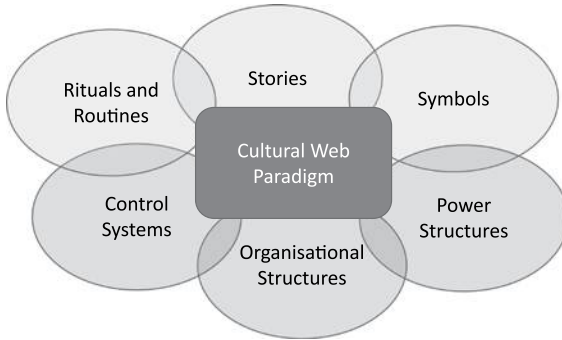 Stories
Rituals and
Routines
Symbols
Cultural Web
Paradigm
Control
Systems
Power
Structures
Organisational
Structures